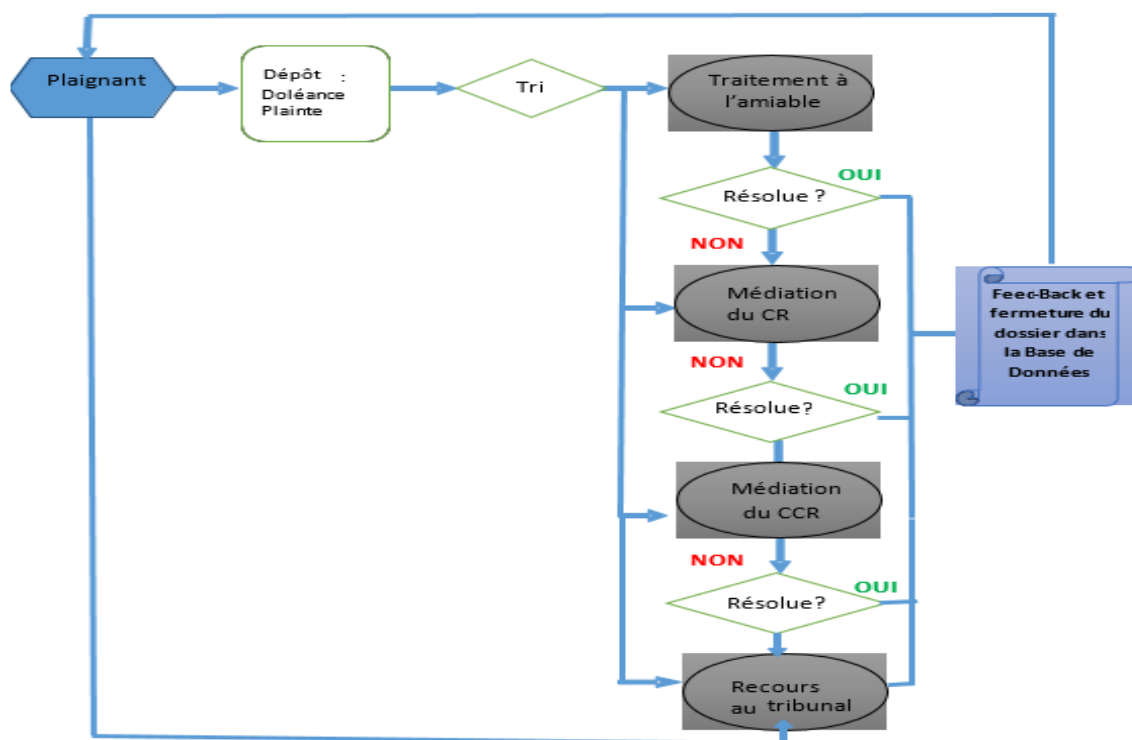 Plaignant
Dépôt :
Doléance
Plainte
Tri
Traitement à
l'amiable
OUI
Résolue ?
NON
Médiation
du CR
NON
OUI
Résolue?
Médiation
du CCR
NON
OUI
Résolue?
Recours
au tribunal
Feed-Back et
fermeture du
dossier dans
la Base de
Données